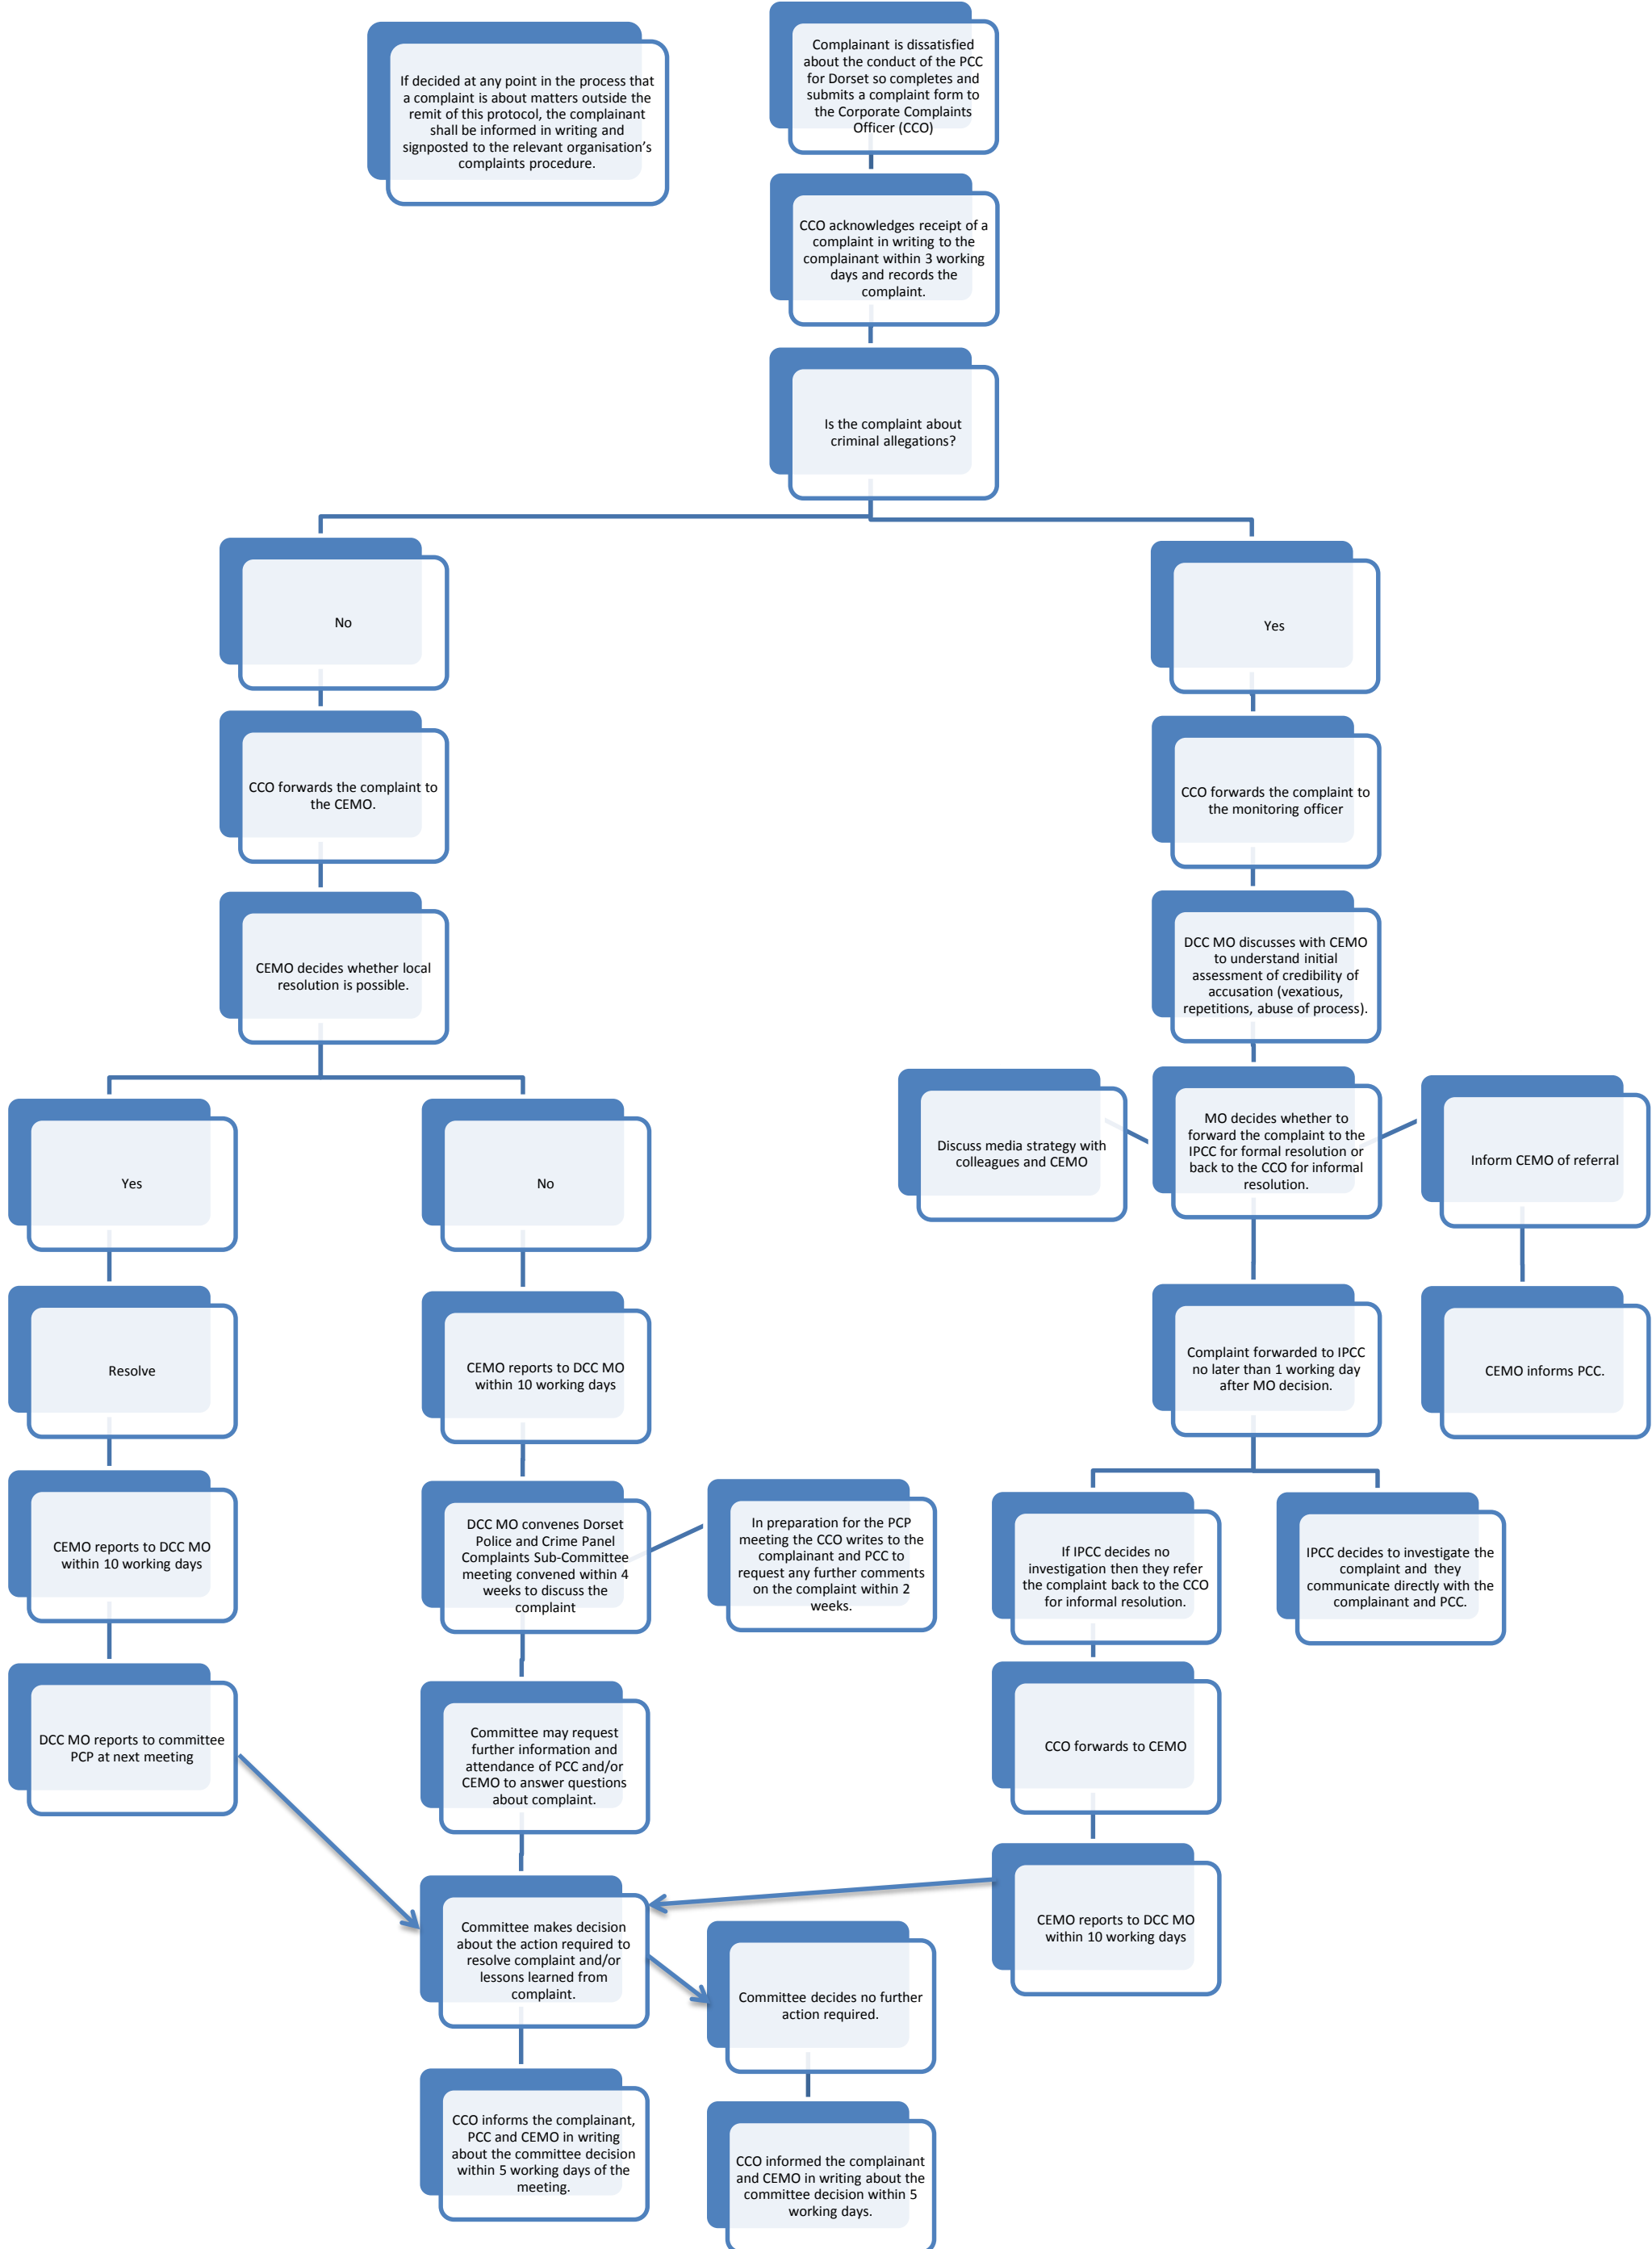 If decided at any point in the process that
a complaint is about matters outside the
remit of this protocol, the complainant
shall be informed in writing and
signposted to the relevant organisation's
complaints procedure.
Complainant is dissatisfied
about the conduct of the PCC
for Dorset so completes and
submits a complaint form to
the Corporate Complaints
Officer (CCO)
CCO acknowledges receipt of a
complaint in writing to the
complainant within 3 working
days and records the
complaint.
Is the complaint about
criminal allegations?
No
Yes
CCO forwards the complaint to
the CEMO.
CCO forwards the complaint to
the monitoring officer
CEMO decides whether local
resolution is possible.
DCC MO discusses with CEMO
to understand initial
assessment of credibility of
accusation (vexatious,
repetitions, abuse of process).
Yes
No
Discuss media strategy with
colleagues and CEMO
MO decides whether to
forward the complaint to the
IPCC for formal resolution or
back to the CCO for informal
resolution.
Inform CEMO of referral
Resolve
CEMO reports to DCC MO
within 10 working days
Complaint forwarded to IPCC
no later than 1 working day
after MO decision.
CEMO informs PCC.
CEMO reports to DCC MO
within 10 working days
DCC MO convenes Dorset
Police and Crime Panel
Complaints Sub-Committee
meeting convened within 4
weeks to discuss the
complaint
In preparation for the PCP
meeting the CCO writes to the
complainant and PCC to
request any further comments
on the complaint within 2
weeks.
If IPCC decides no
investigation then they refer
the complaint back to the CCO
for informal resolution.
IPCC decides to investigate the
complaint and they
communicate directly with the
complainant and PCC.
DCC MO reports to committee
PCP at next meeting
Committee may request
further information and
attendance of PCC and/or
CEMO to answer questions
about complaint.
CCO forwards to CEMO
Committee makes decision
about the action required to
resolve complaint and/or
lessons learned from
complaint.
Committee decides no further
action required.
CEMO reports to DCC MO
within 10 working days
CCO informs the complainant,
PCC and CEMO in writing
about the committee decision
within 5 working days of the
meeting.
CCO informed the complainant
and CEMO in writing about the
committee decision within 5
working days.